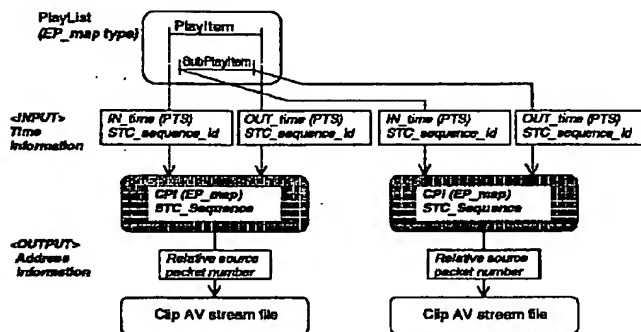 PlayList
(EP_map type)
PlayItem
SubPlayItem
<INPUT>
Time
Information
IN_time (PTS)
STC_sequence_id
OUT_time (PTS)
STC_sequence_id
IN_time (PTS)
STC_sequence_id
OUT_time (PTS)
STC_sequence_id
CPI (EP_map)
STC_Sequence
CPI (EP_map)
STC_Sequence
<OUTPUT>
Address
Information
Relative source
packet number
Relative source
packet number
Clip AV stream file
Clip AV stream file